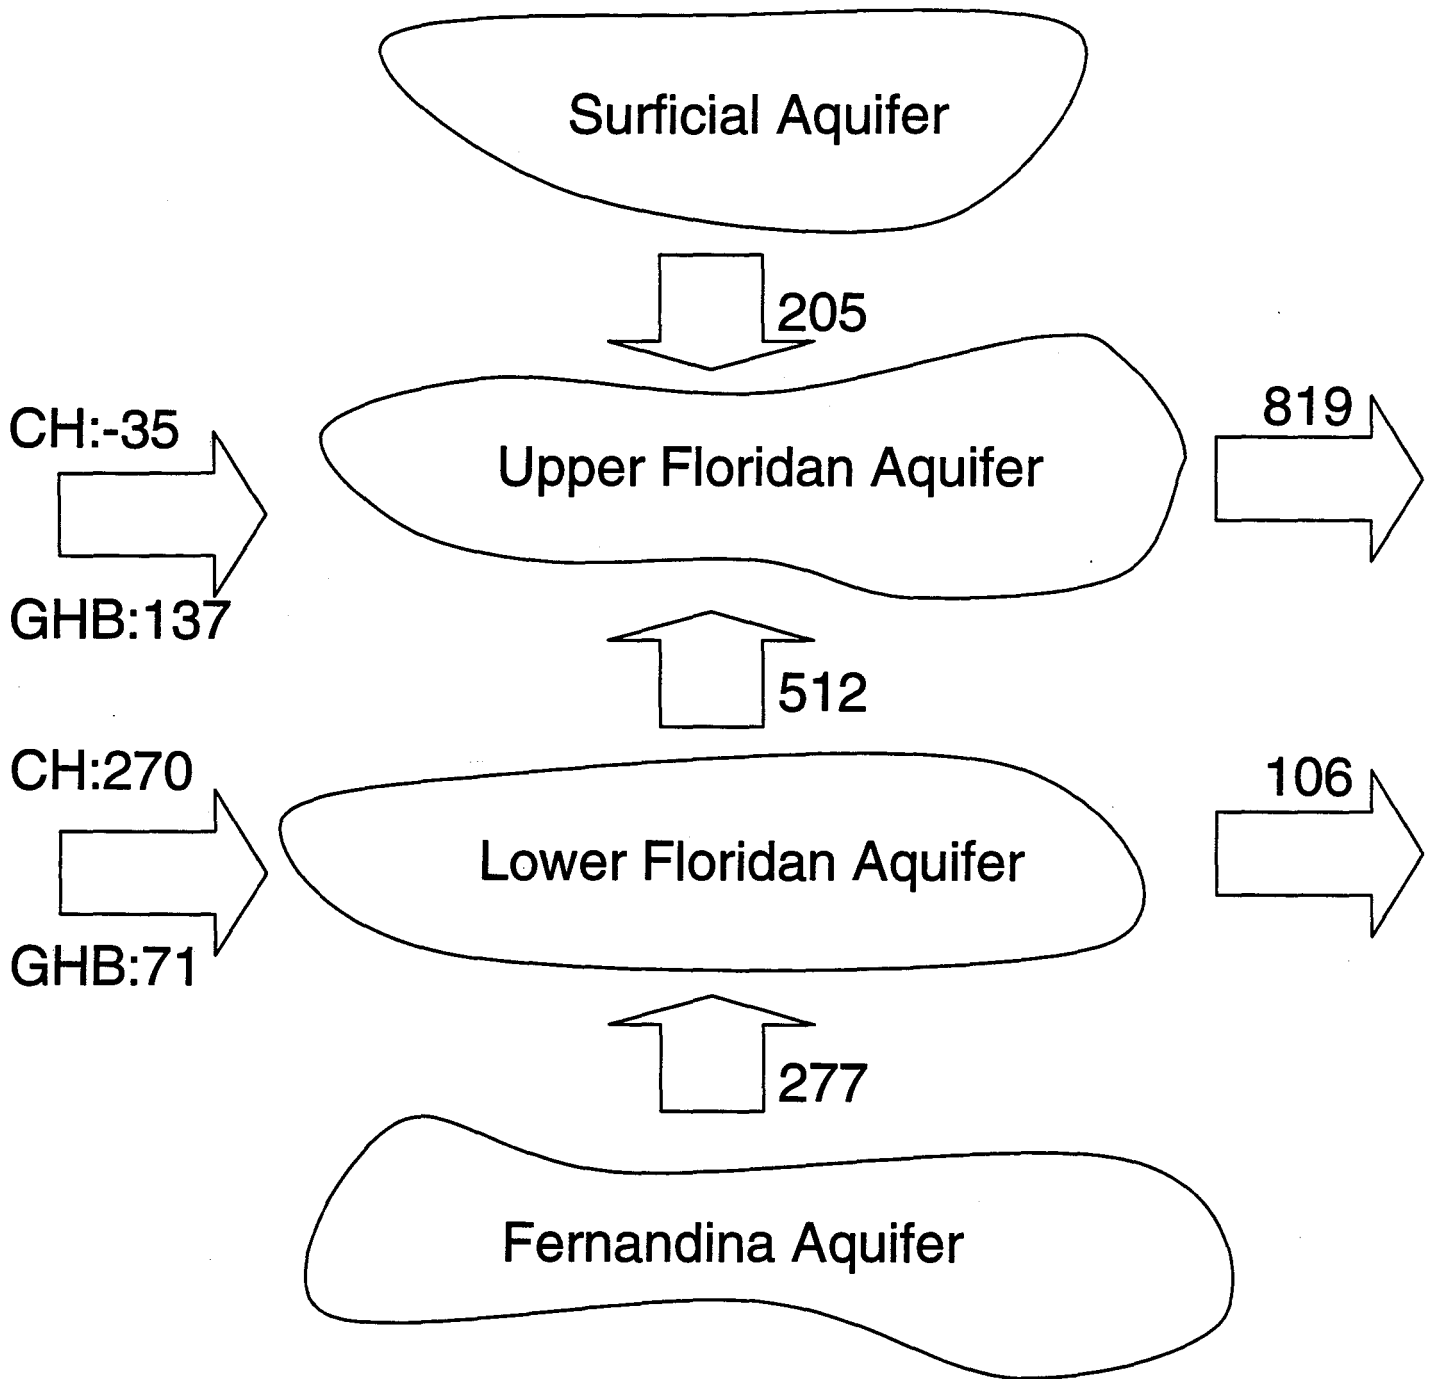 Surficial Aquifer
205
CH:-35
819
Upper Floridan Aquifer
GHB:137
512
CH:270
106
Lower Floridan Aquifer
GHB:71
277
Fernandina Aquifer